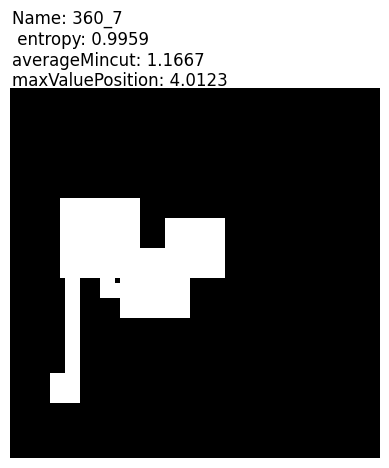 Name: 360_7
entropy: 0.9959
averageMincut: 1.1667
maxValuePosition: 4.0123